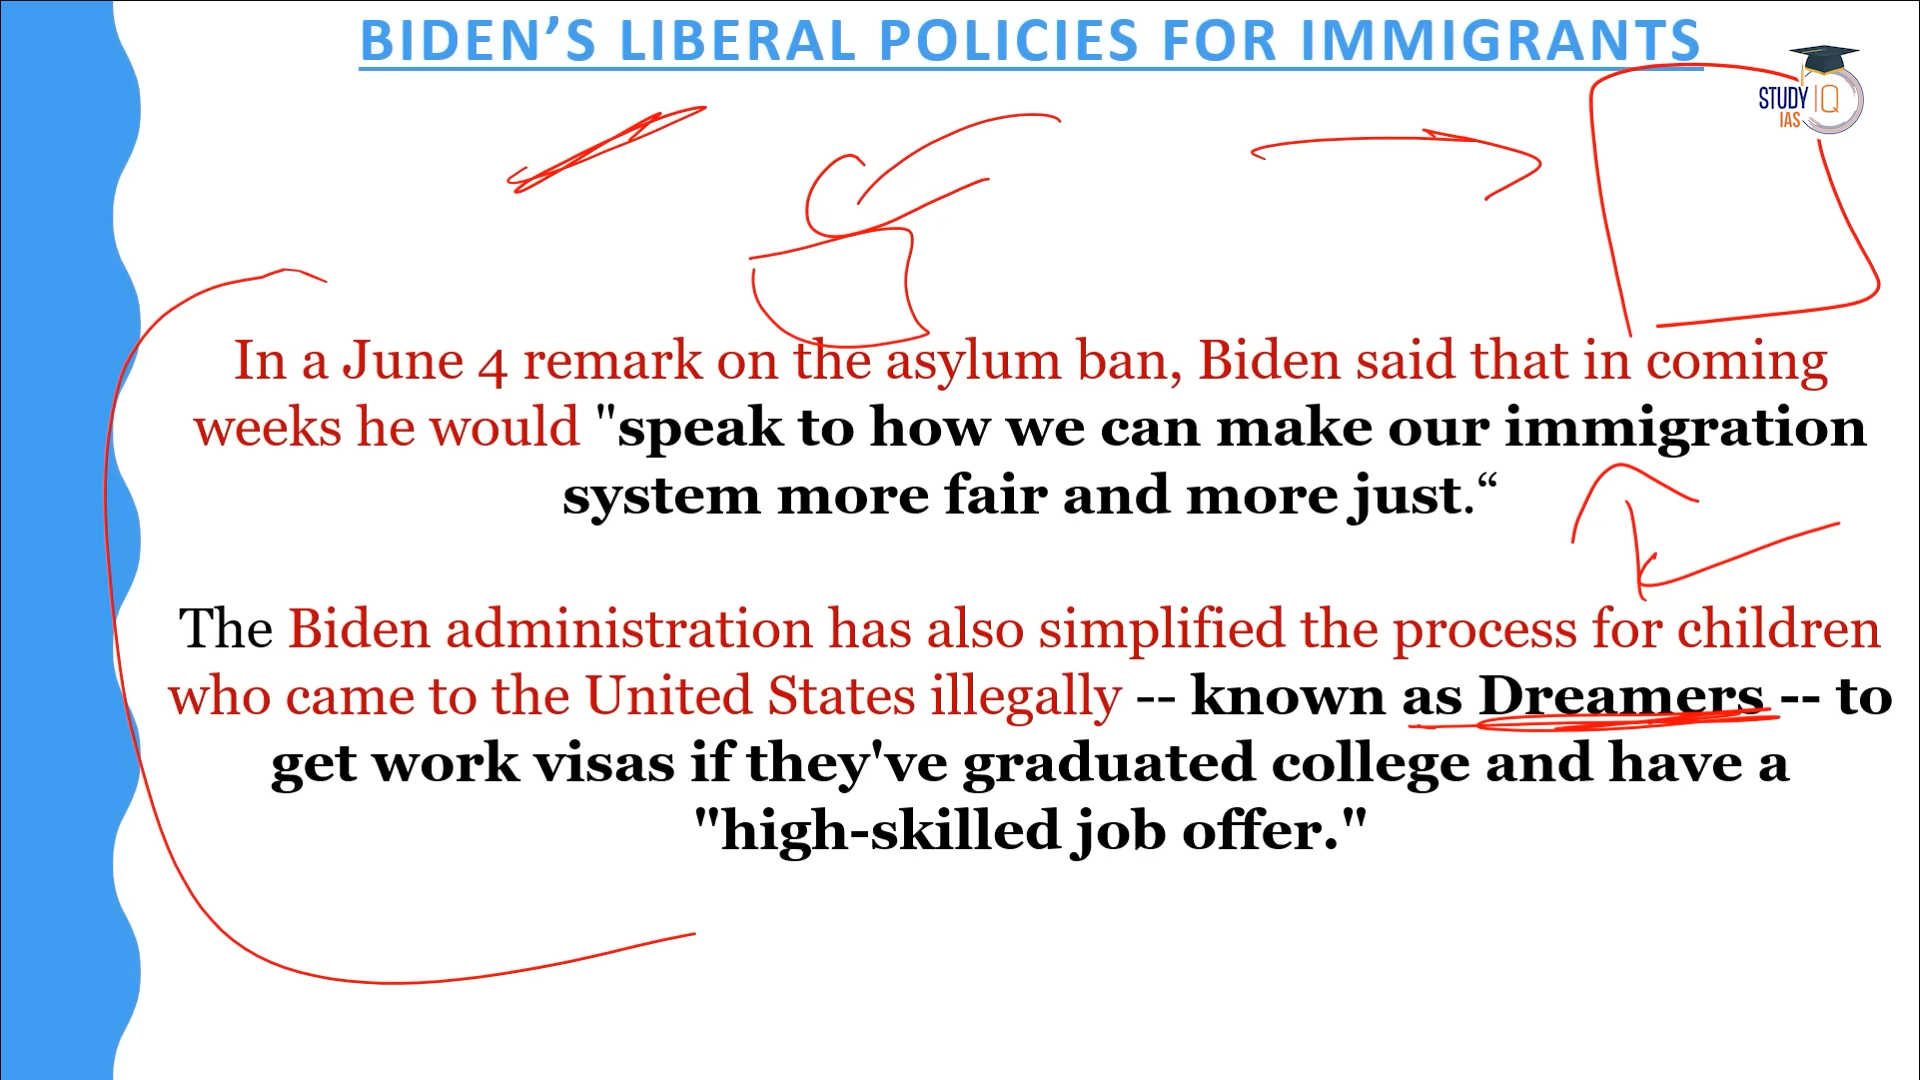 BIDEN’S LIBERAL POLICIES FOR IMMIGRANTS
STUDY IQ
IAS
In a June 4 remark on the asylum ban, Biden said that in coming
weeks he would "speak to how we can make our immigration
system more fair and more just.“
The Biden administration has also simplified the process for children
who came to the United States illegally -- known as Dreamers -- to
get work visas if they've graduated college and have a
"high-skilled job offer."